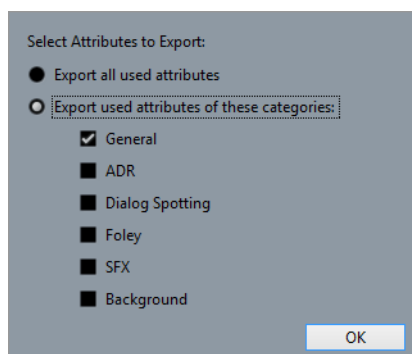 Select Attributes to Export:
Export all used attributes
Export used attributes of these categories:
General
ADR
Dialog Spotting
Foley
SFX
Background
OK